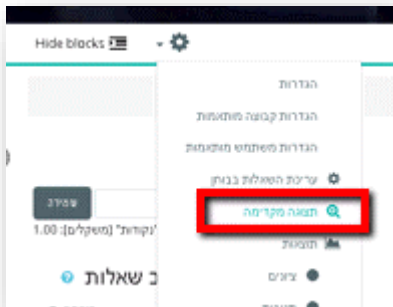 Hide blocks
הגדרות
הגדרות קבוצה מותאמות
הגדרות משתמש מותאמות
עריכת השאלות בבוחן
שמירה
תצוגה מקדימה
"נקודות" [משקלים]: 1.00
תוצאות
ב שאלות
ציונים